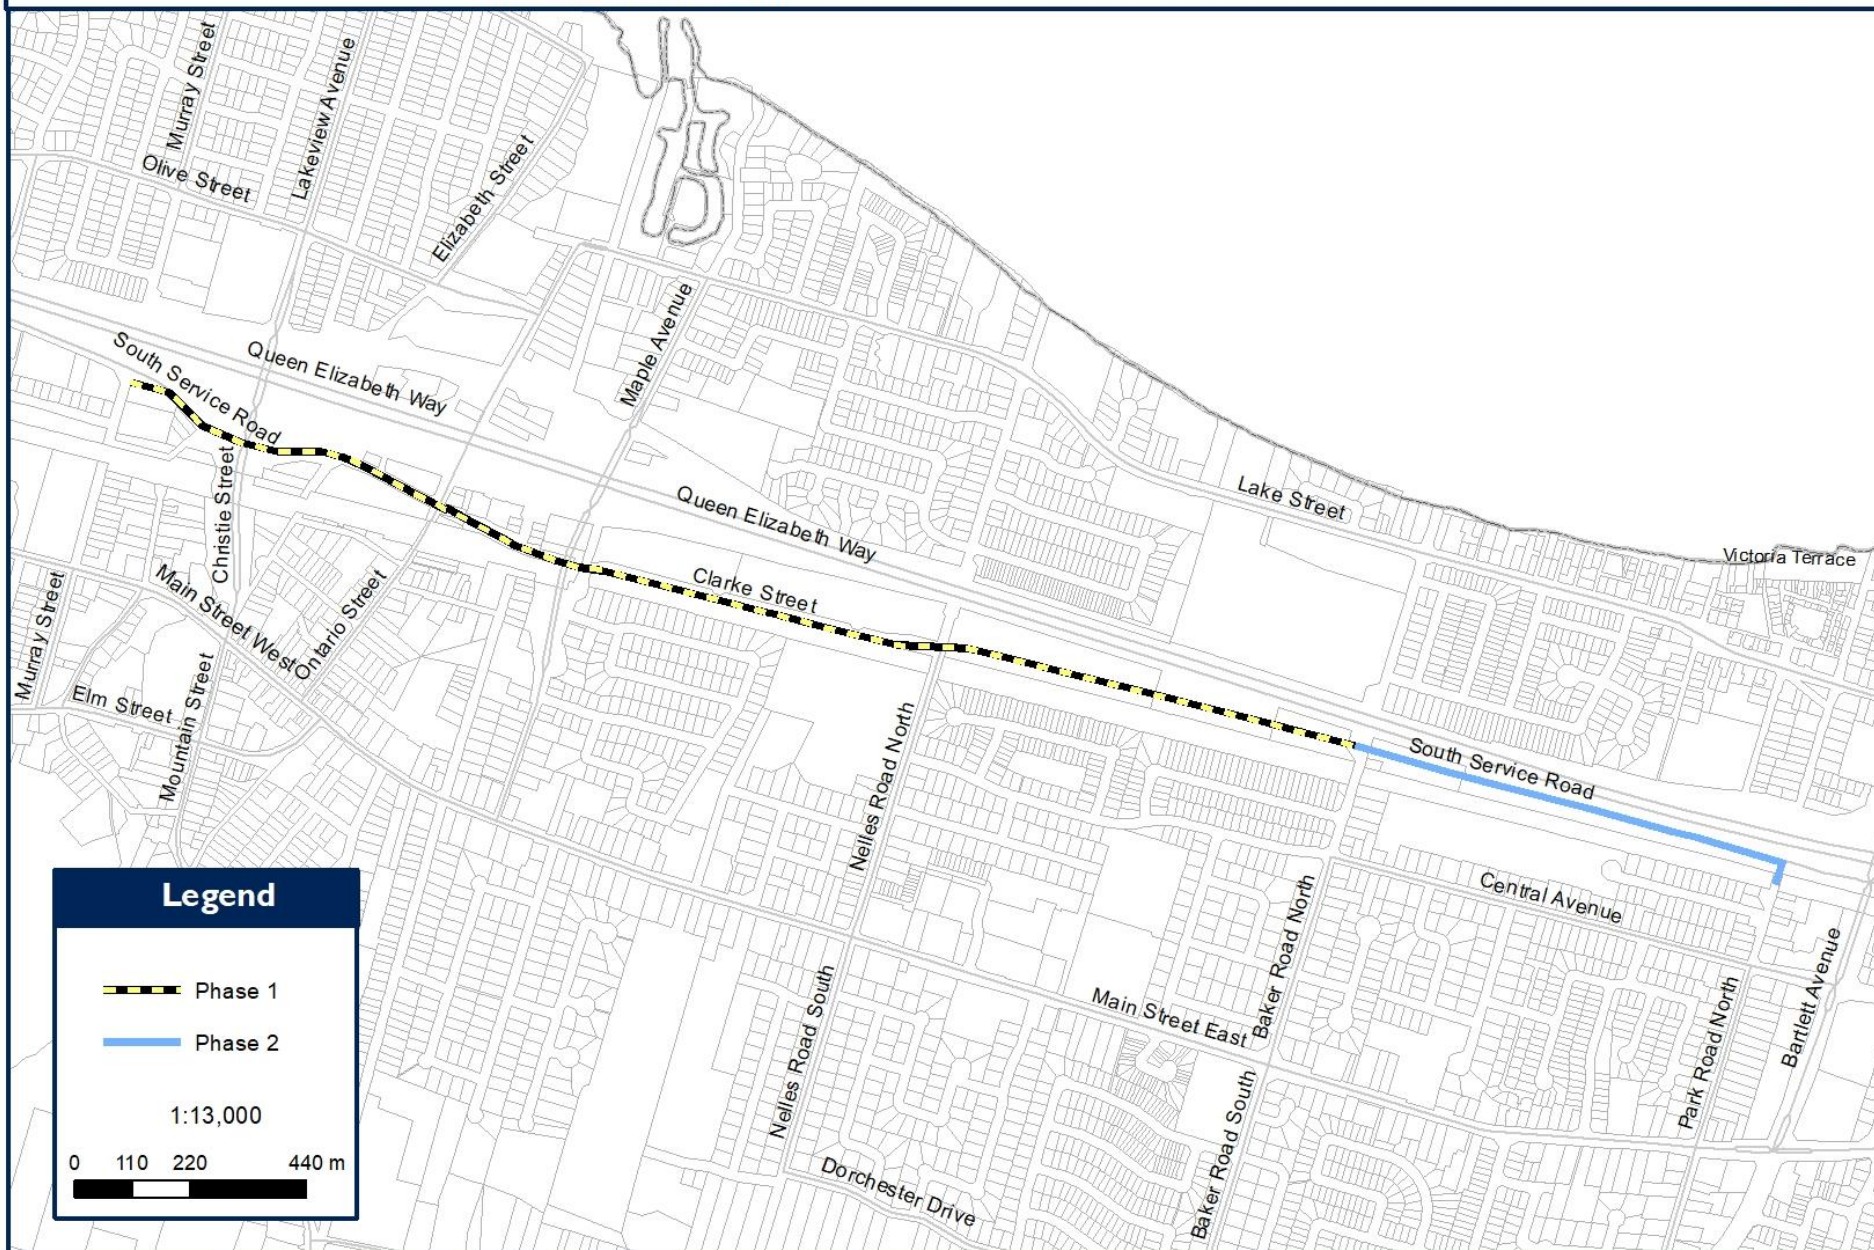 Murray Street
Lakeview Avenue
Olive Street
Elizabeth Street
Maple Avenue
South Service Road
Queen Elizabeth Way
Christie Street
Queen Elizabeth Way
Lake Street
Victoria Terrace
Clarke Street
Main Street West
Ontario Street
Murray Street
Elm Street
Mountain Street
Nelles Road North
South Service Road
Central Avenue
Baker Road North
Bartlett Avenue
Park Road North
Main Street East
Nelles Road South
Baker Road South
Dorchester Drive
Legend
Phase 1
Phase 2
1:13,000
0 110 220 440 m